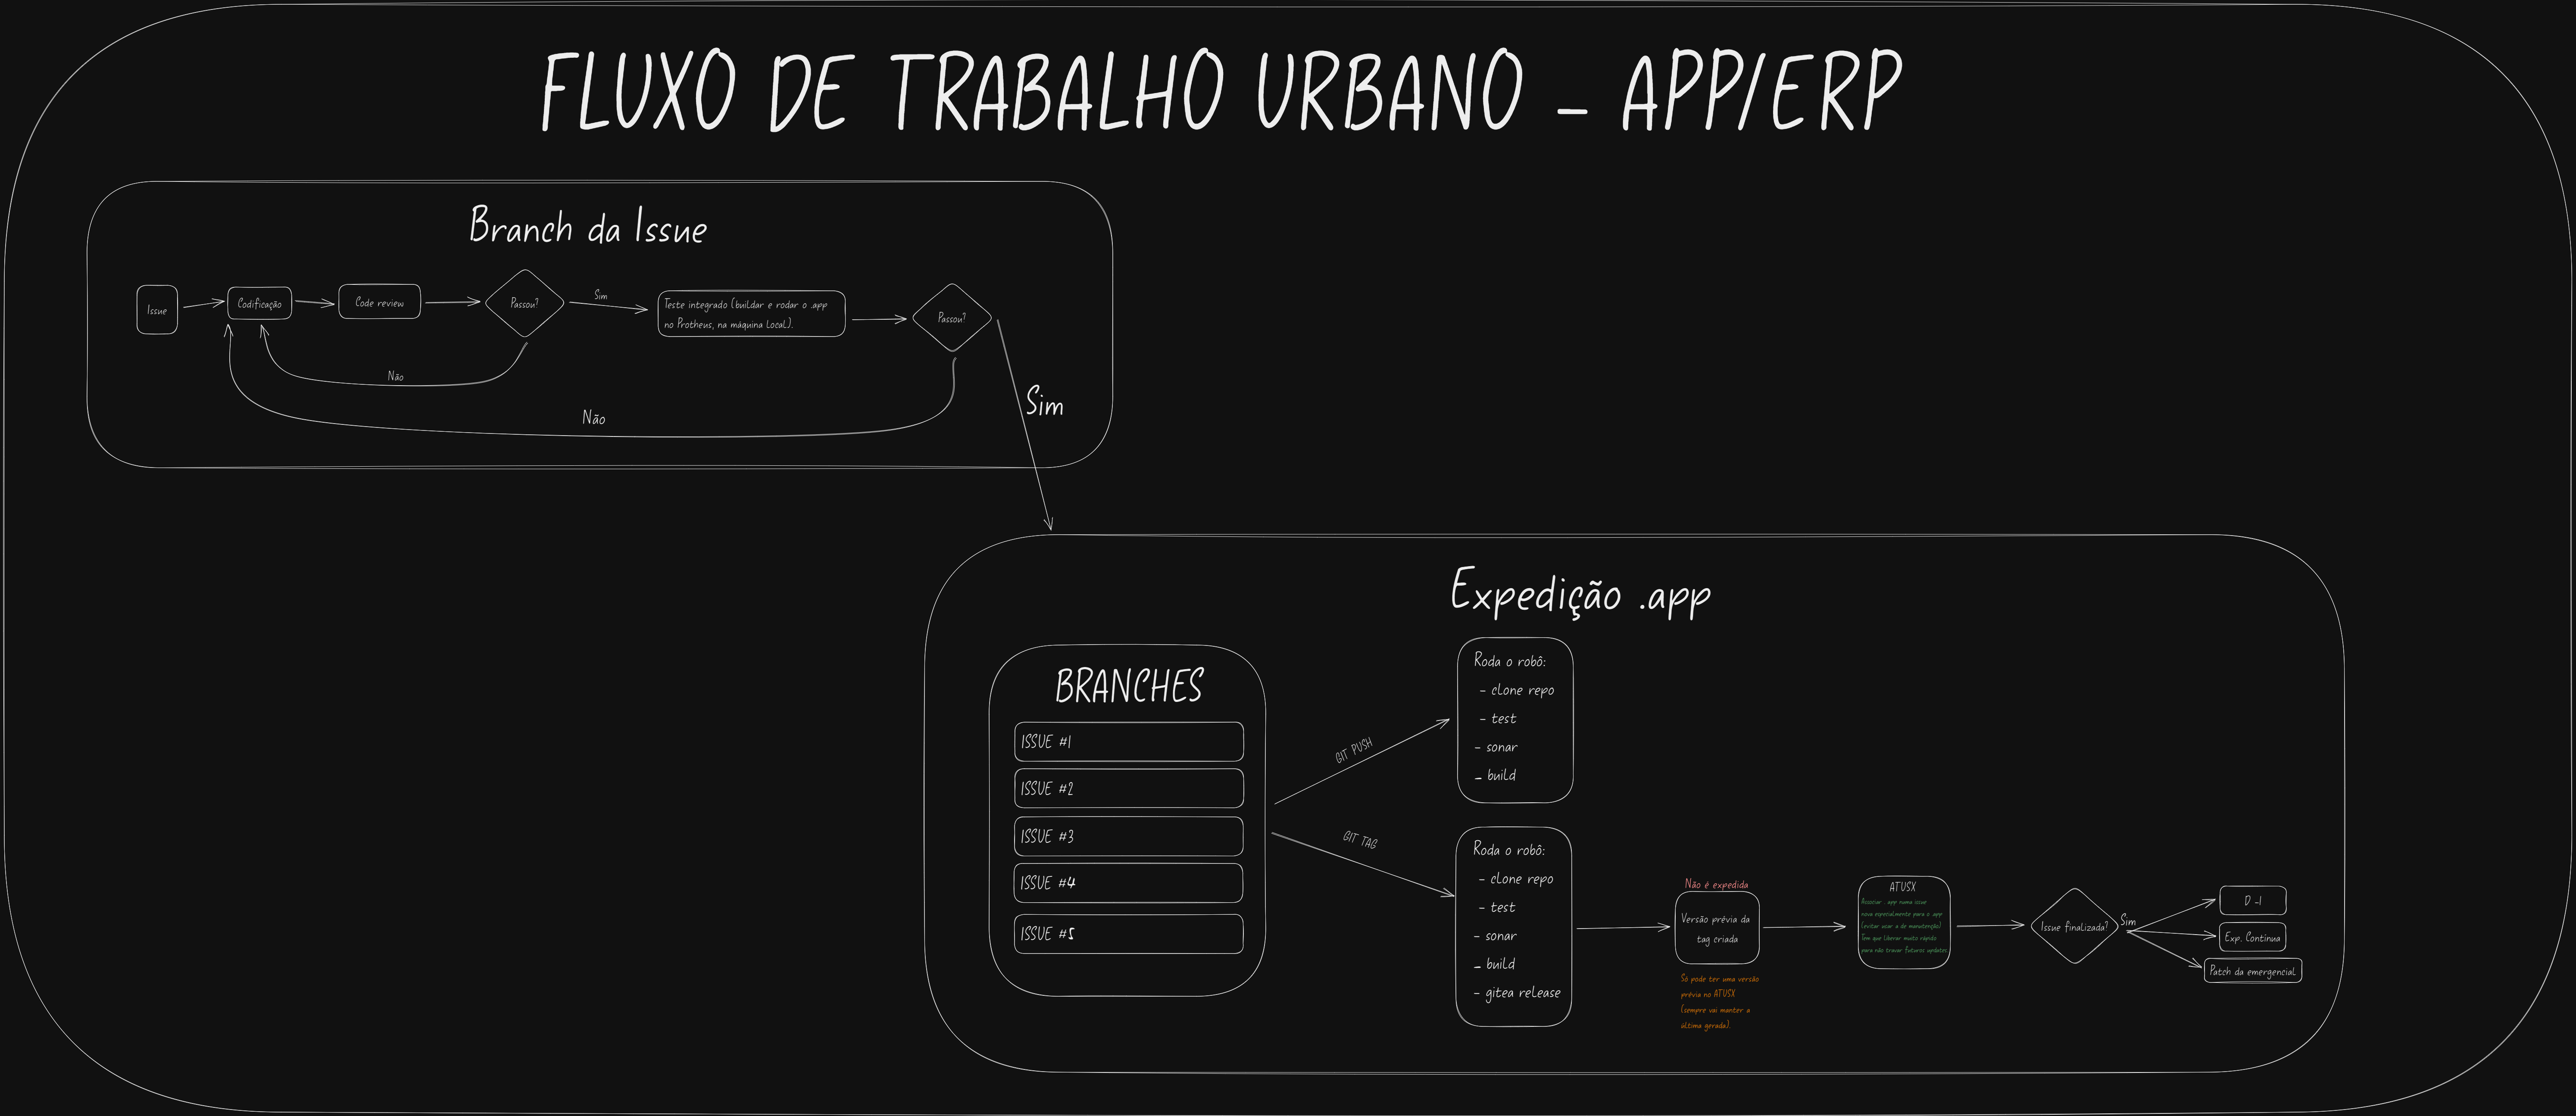 FLUXO DE TRABALHO URBANO - APP/ERP
Branch da Issue
Issue
Codificação
Code review
Passou?
Sim
Teste integrado (buildar e rodar o .app
no Protheus, na máquina local).
Passou?
Não
Não
Sim
Expedição .app
BRANCHES
ISSUE #1
ISSUE #2
ISSUE #3
ISSUE #4
ISSUE #5
GIT PUSH
Roda o robô:
- clone repo
- test
- sonar
- build
GIT TAG
Roda o robô:
- clone repo
- test
- sonar
- build
- gitea release
Não é expedida
Versão prévia da
tag criada
Só pode ter uma versão
prévia no ATUSX
(sempre vai manter a
última gerada).
ATUSX
Associar .app numa issue
nova especialmente para o .app
(evitar usar a de manutenção)
Tem que liberar muito rápido
para não travar futuros updates
Issue finalizada?
Sim
D -1
Exp. Contínua
Patch da emergencial